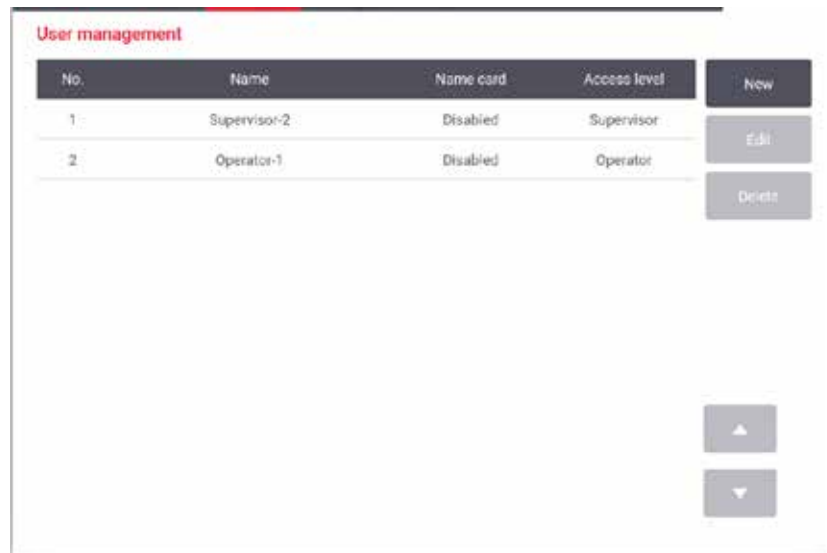 User management
No. Name Name card Access level New
1 Supervisor-2 Disabled Supervisor
Edit
2 Operator-1 Disabled Operator
Delete